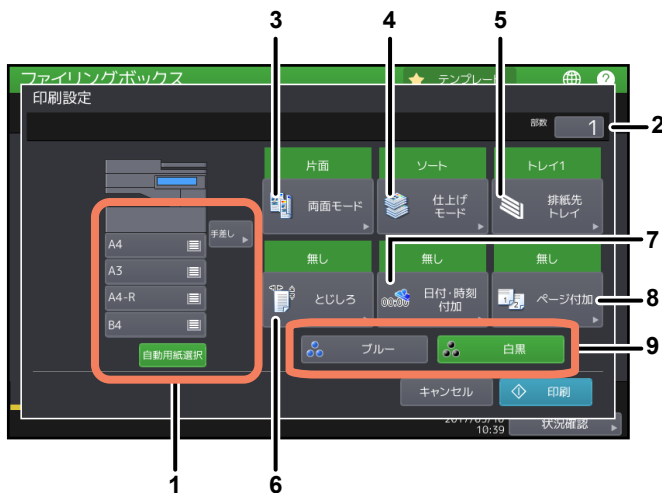 3 4 5
ファイリングボックス テンプレート ?
印刷設定
部数 1 2
片面 ソート トレイ1
両面モード 仕上げ
モード 排紙先
トレイ
手差し
A4
A3
A4-R
B4
自動用紙選択
7
無し 無し 無し
とじしろ 00:00 日付・時刻
付加 1 2 ページ付加 8
ブルー 白黒 9
キャンセル 印刷
10:39 状況確認
1 6